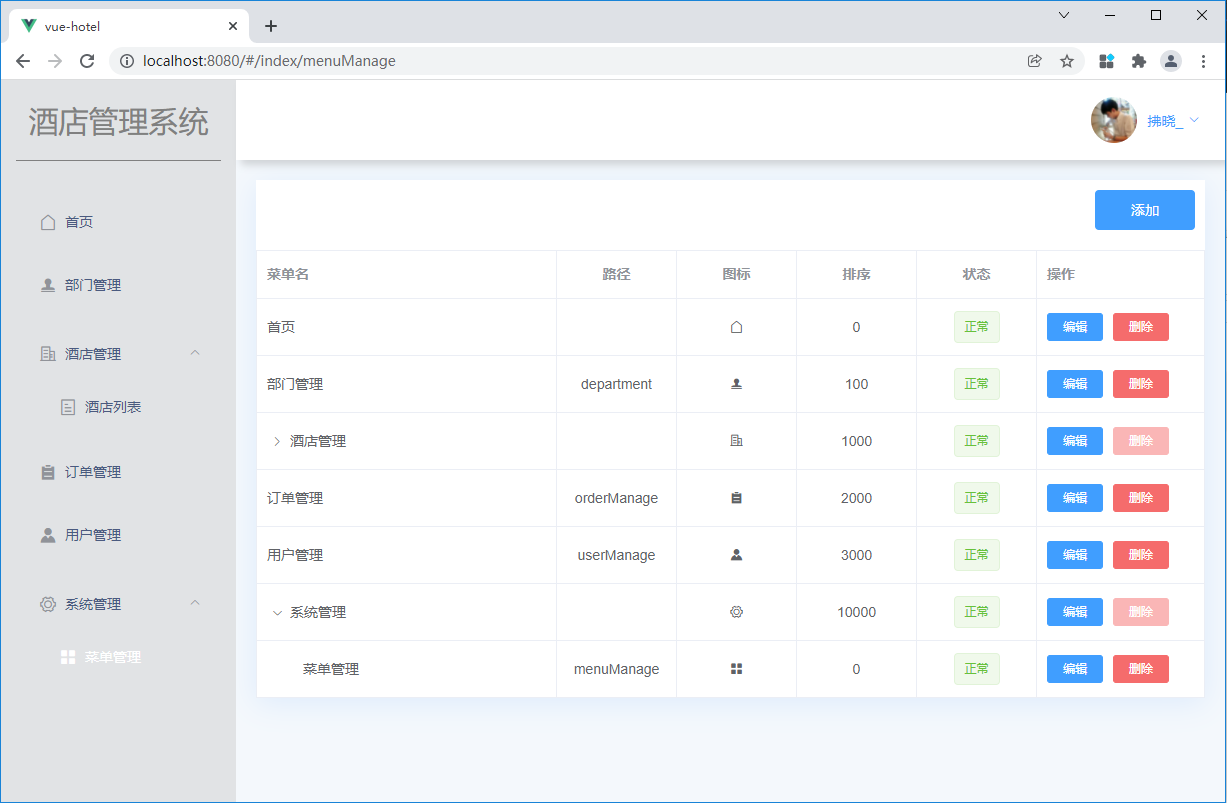 vue-hotel
localhost:8080/#/index/menuManage
酒店管理系统
拂晓_
首页
部门管理
酒店管理
酒店列表
订单管理
用户管理
系统管理
菜单管理
添加
菜单名 路径 图标 排序 状态 操作
首页 0 正常 编辑 删除
部门管理 department 100 正常 编辑 删除
酒店管理 1000 正常 编辑 删除
订单管理 orderManage 2000 正常 编辑 删除
用户管理 userManage 3000 正常 编辑 删除
系统管理 10000 正常 编辑 删除
菜单管理 menuManage 0 正常 编辑 删除